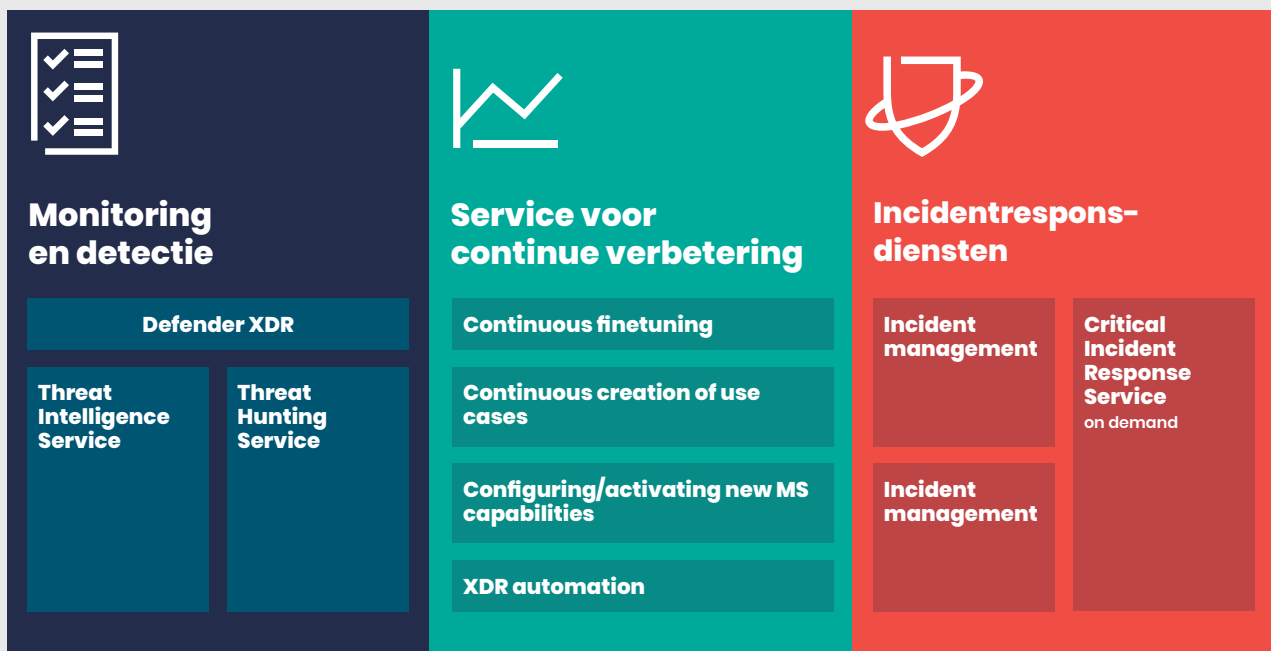 Monitoring
en detectie
Defender XDR
Threat
Intelligence
Service
Threat
Hunting
Service
Service voor
continue verbetering
Continuous finetuning
Continuous creation of use
cases
Configuring/activating new MS
capabilities
XDR automation
Incidentrespons-
diensten
Incident
management
Incident
management
Critical
Incident
Response
Service
on demand